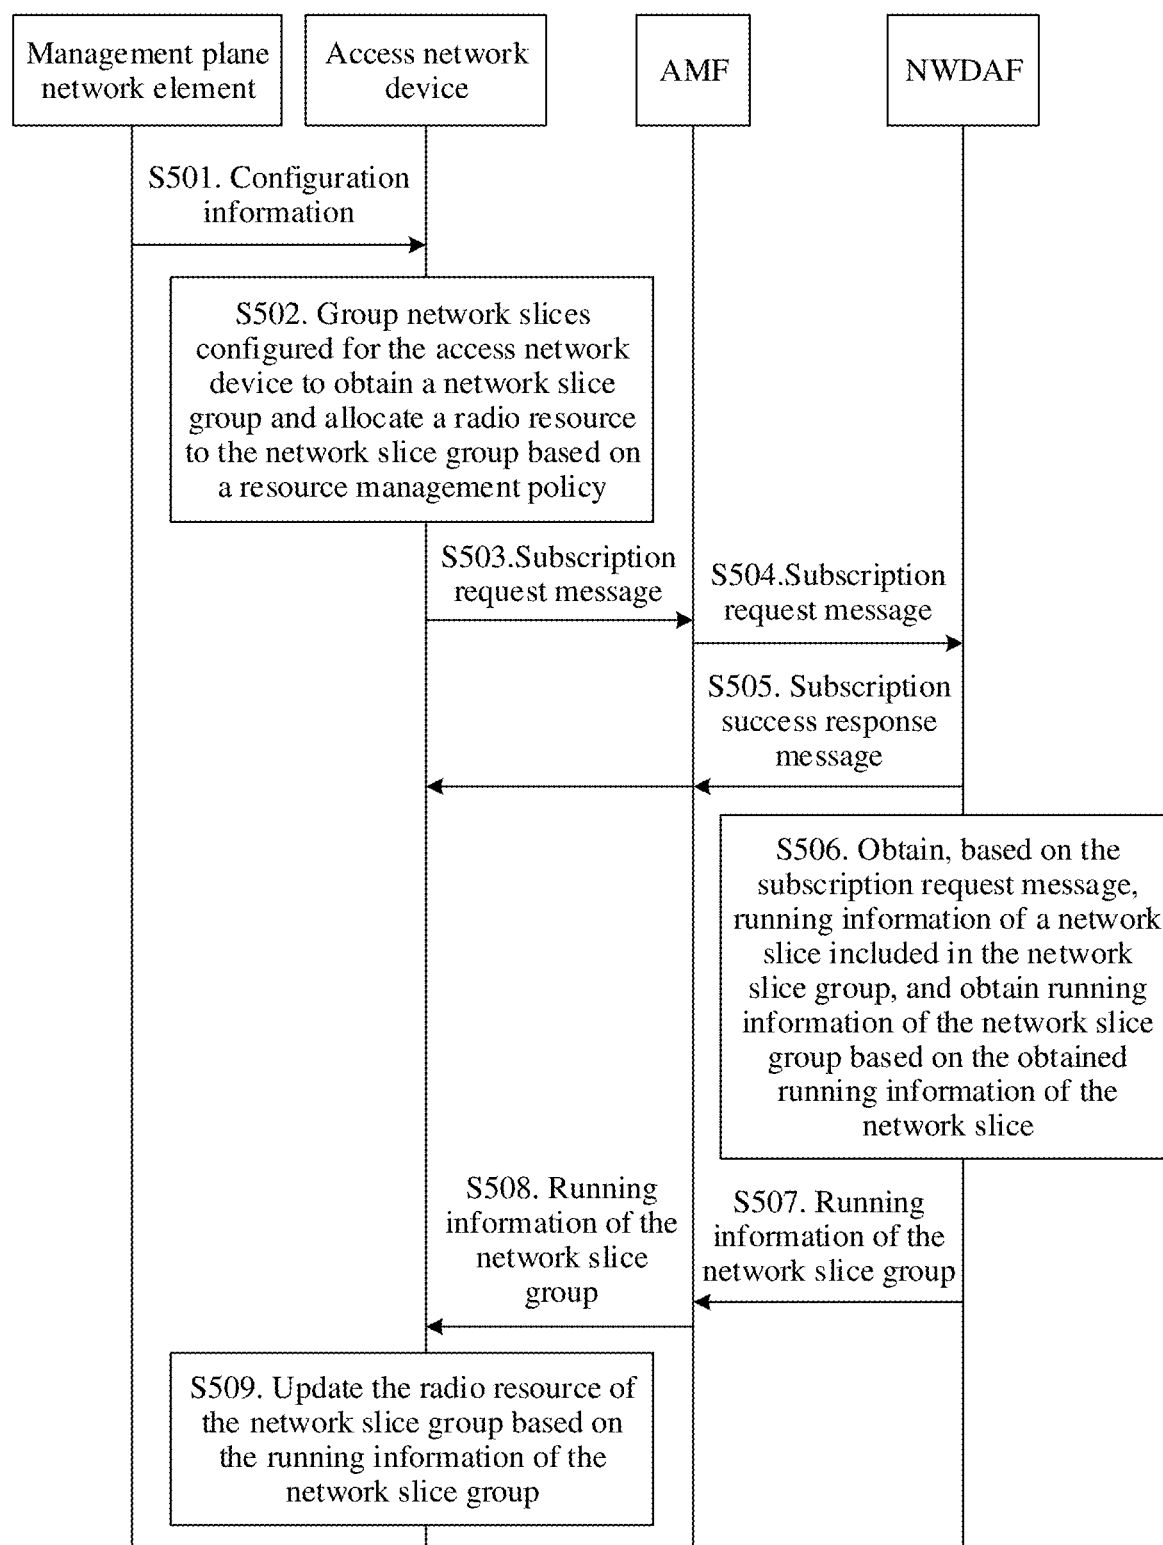 Management plane
network element
Access network
device
AMF
NWDAF
S501. Configuration
information
S502. Group network slices
configured for the access network
device to obtain a network slice
group and allocate a radio resource
to the network slice group based on
a resource management policy
S503.Subscription
request message
S504.Subscription
request message
S505. Subscription
success response
message
S506. Obtain, based on the
subscription request message,
running information of a network
slice included in the network
slice group, and obtain running
information of the network slice
group based on the obtained
running information of the
network slice
S508. Running
information of the
network slice
group
S507. Running
information of the
network slice group
S509. Update the radio resource of
the network slice group based on
the running information of the
network slice group